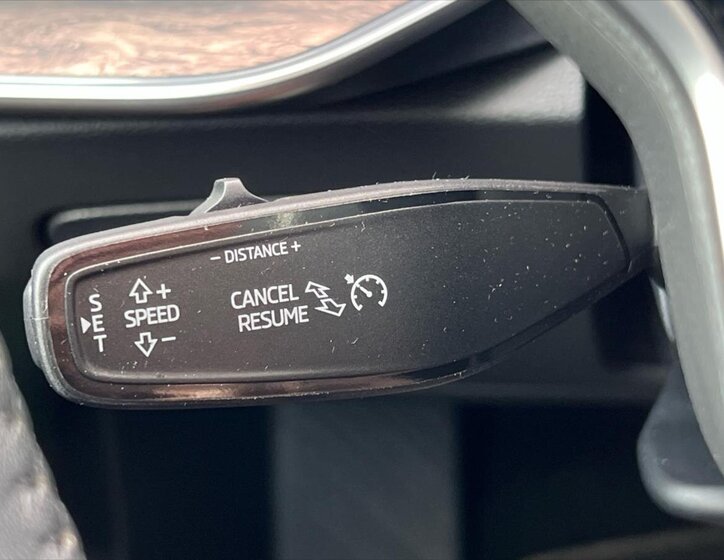 - DISTANCE +
SET
+
SPEED
-
CANCEL
RESUME